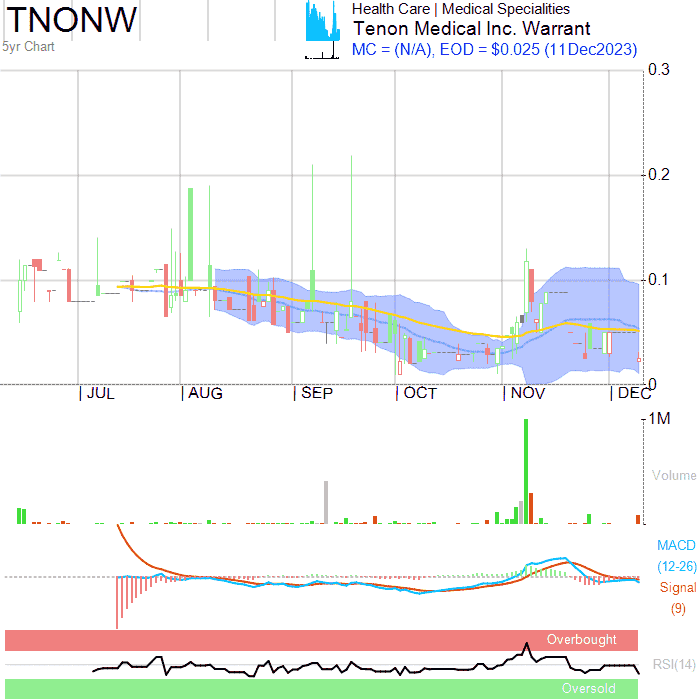 TNONW
5yr Chart
Health Care | Medical Specialities
Tenon Medical Inc. Warrant
MC = (N/A), EOD = $0.025 (11Dec2023)
0.3
0.2
0.1
0
JUL AUG SEP OCT NOV DEC
1M
Volume
MACD
(12-26)
Signal
(9)
Overbought
RSI(14)
Oversold